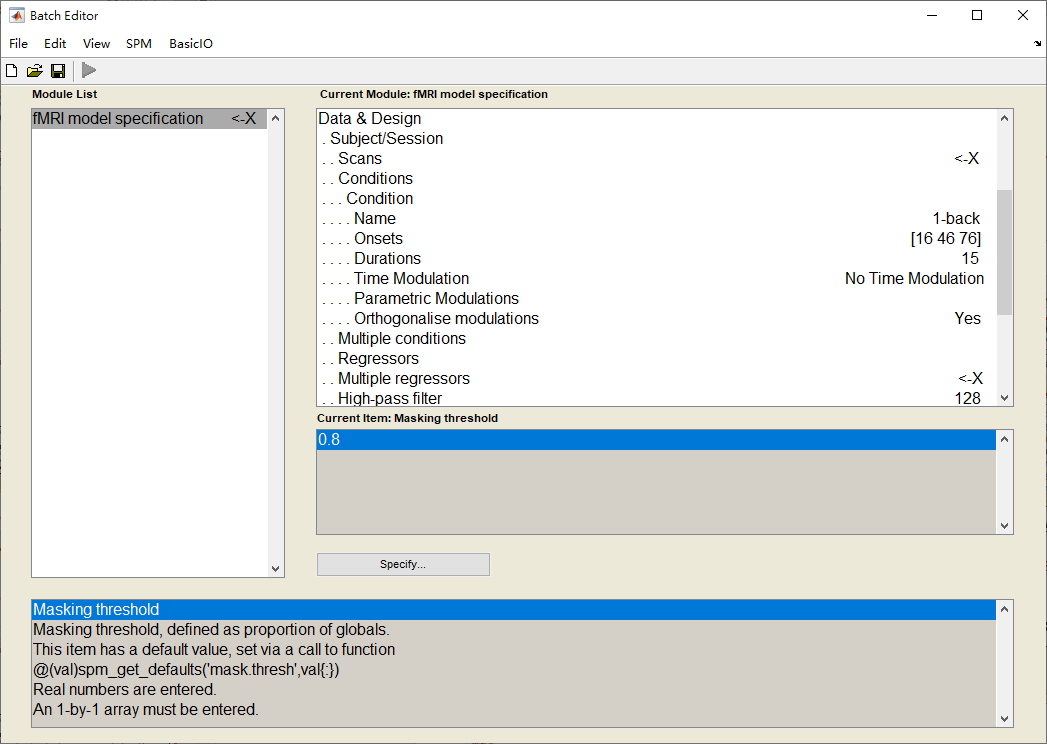 Batch Editor
File Edit View SPM BasicIO
Module List
fMRI model specification <-X
Current Module: fMRI model specification
Data & Design
. Subject/Session
. . Scans <-X
. . Conditions
. . . Condition
. . . . Name 1-back
. . . . Onsets [16 46 76]
. . . . Durations 15
. . . . Time Modulation No Time Modulation
. . . . Parametric Modulations
. . . . Orthogonalise modulations Yes
. . Multiple conditions
. . Regressors
. . Multiple regressors <-X
. . High-pass filter 128
Current Item: Masking threshold
0.8
Specify...
Masking threshold
Masking threshold, defined as proportion of globals.
This item has a default value, set via a call to function
@(val)spm_get_defaults('mask.thresh',val{:})
Real numbers are entered.
An 1-by-1 array must be entered.